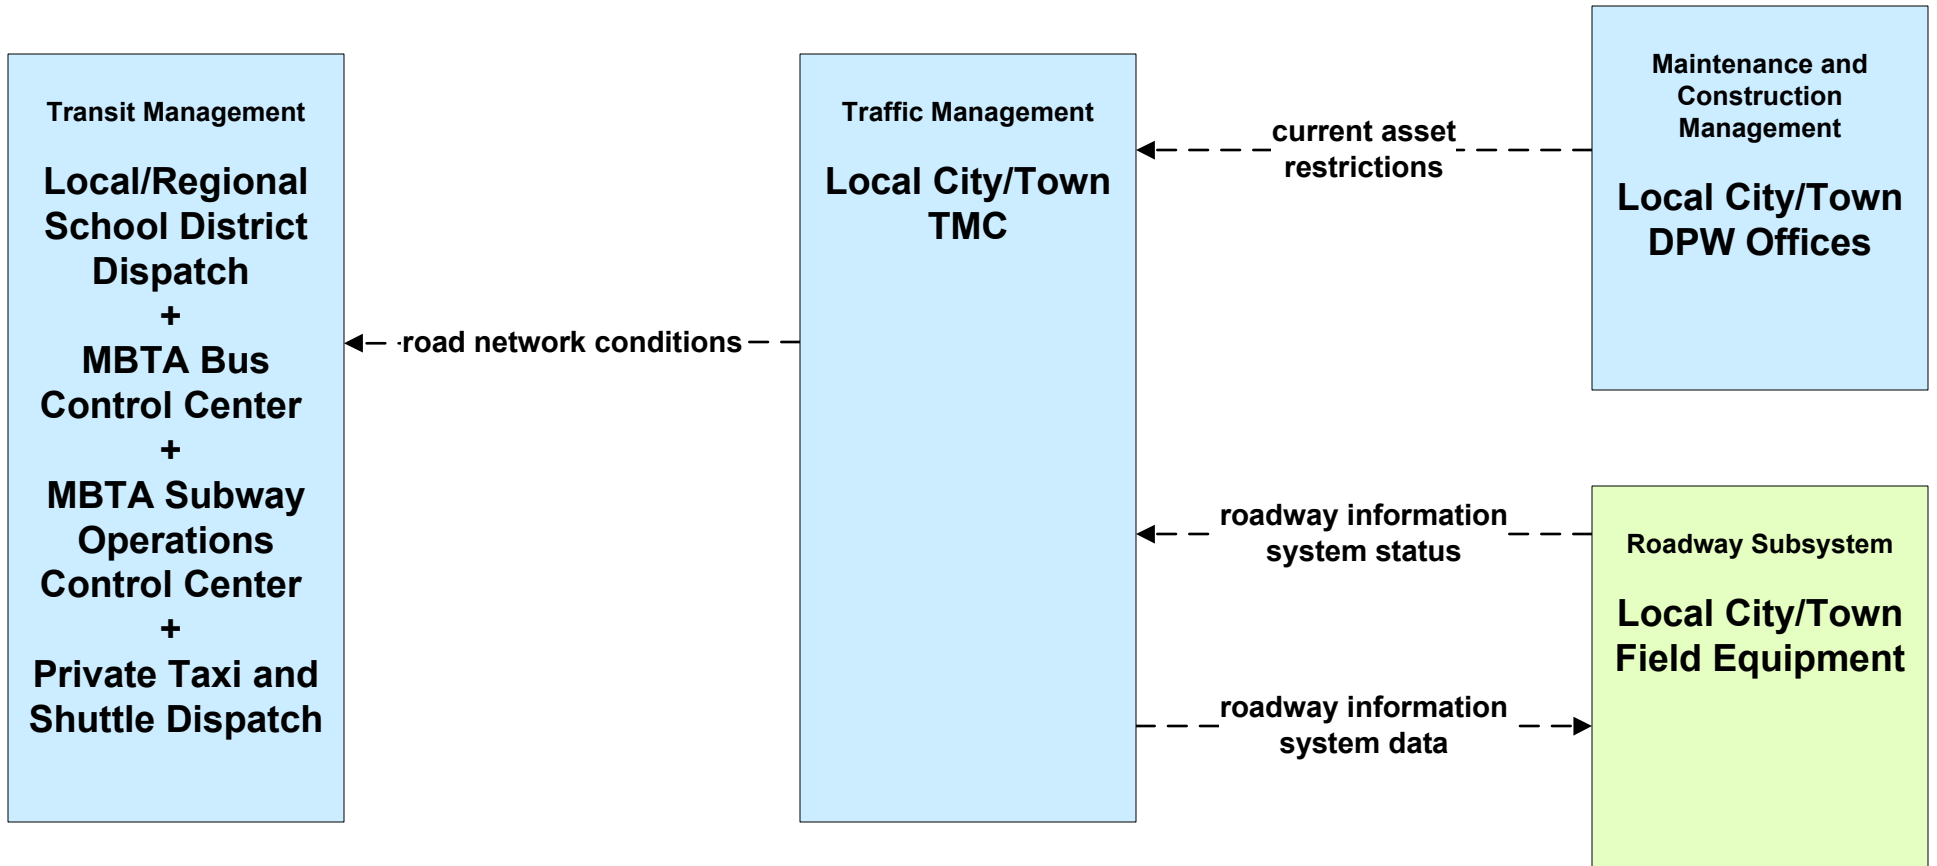 Transit Management
Local/Regional
School District
Dispatch
+
MBTA Bus
Control Center
+
MBTA Subway
Operations
Control Center
+
Private Taxi and
Shuttle Dispatch
road network conditions
Traffic Management
Local City/Town
TMC
current asset
restrictions
roadway information
system status
roadway information
system data
Maintenance and
Construction
Management
Local City/Town
DPW Offices
Roadway Subsystem
Local City/Town
Field Equipment